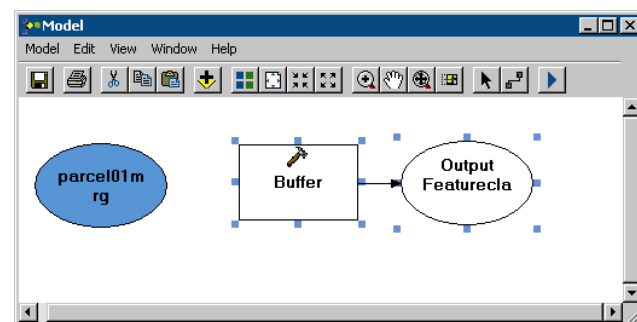 Model
Model Edit View Window Help
parcel01m
rg
Buffer
Output
Featurecla